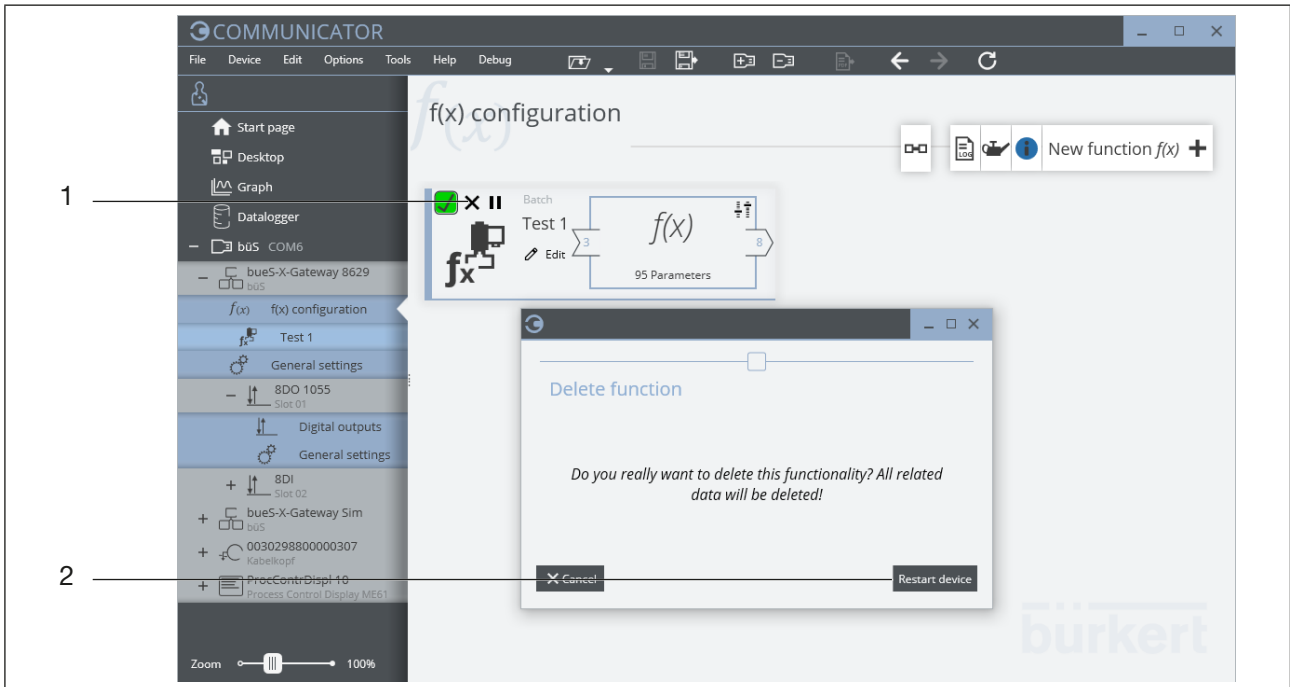 COMMUNICATOR
File Device Edit Options Tools Help Debug
Start page
Desktop
Graph
Datalogger
büS COM6
bueS-X-Gateway 8629
büS
f(x) f(x) configuration
fx Test 1
General settings
8DO 1055
Slot 01
Digital outputs
General settings
8DI
Slot 02
bueS-X-Gateway Sim
büS
0030298800000307
Kabelkopf
ProcContrDispl 10
Process Control Display ME61
Zoom 100%
f(x)
f(x) configuration
LOG
i
New function f(x)
1
Batch
Test 1
Edit
fx
3
f(x)
8
95 Parameters
Delete function
Do you really want to delete this functionality? All related
data will be deleted!
2
Cancel
Restart device
bürkert